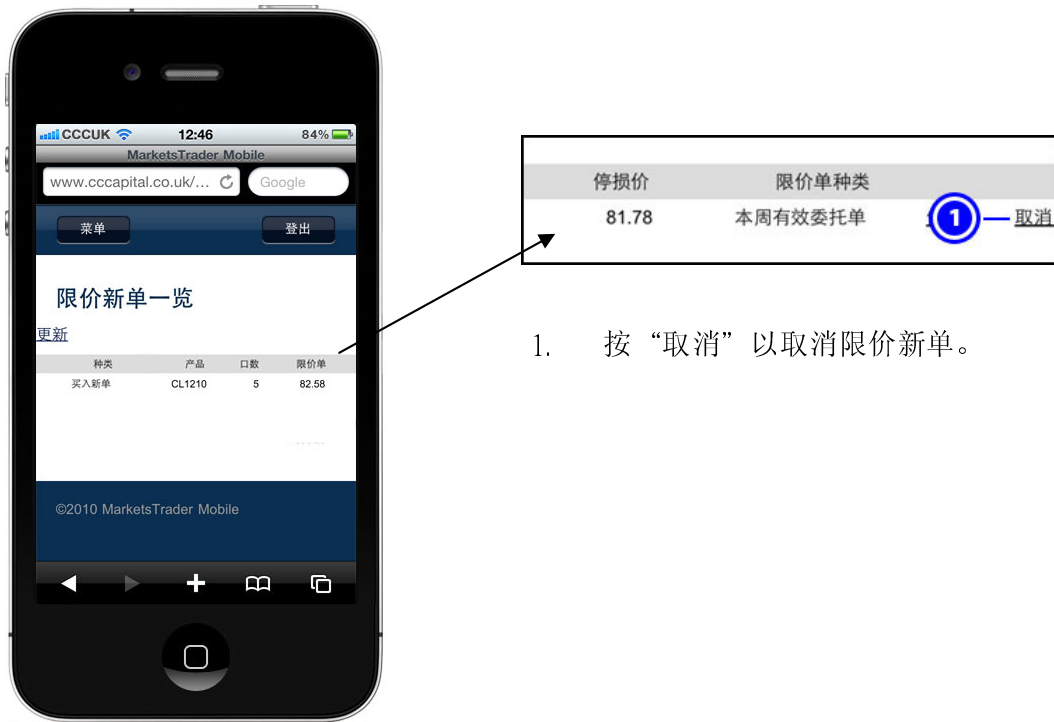 CCCUK 12:46 84%
MarketsTrader Mobile
www.cccapital.co.uk/... Google
菜单 登出
限价新单一览
更新
种类 产品 口数 限价单
买入新单 CL1210 5 82.58
©2010 MarketsTrader Mobile
停损价 限价单种类
81.78 本周有效委托单 1 取消
1. 按“取消”以取消限价新单。